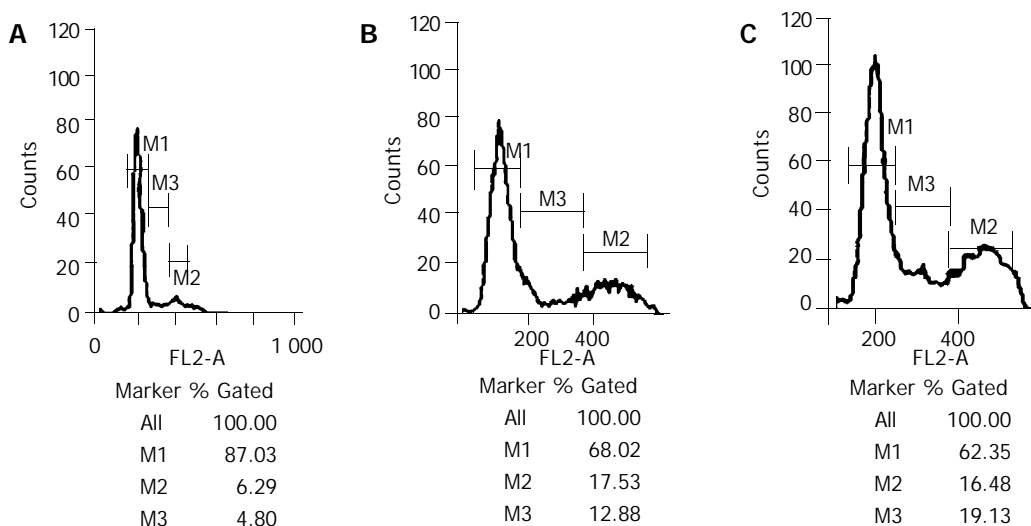 A
120
100
80
60
40
20
0
Counts
M1
M3
M2
0
1 000
FL2-A
Marker % Gated
All 100.00
M1 87.03
M2 6.29
M3 4.80
B
120
100
80
60
40
20
0
Counts
M1
M3
M2
200 400
FL2-A
Marker % Gated
All 100.00
M1 68.02
M2 17.53
M3 12.88
C
120
100
80
60
40
20
0
Counts
M1
M3
M2
200 400
FL2-A
Marker % Gated
All 100.00
M1 62.35
M2 16.48
M3 19.13